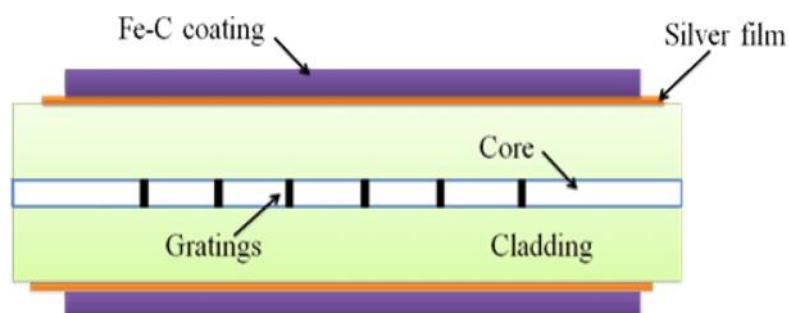 Fe-C coating
Silver film
Core
Gratings
Cladding